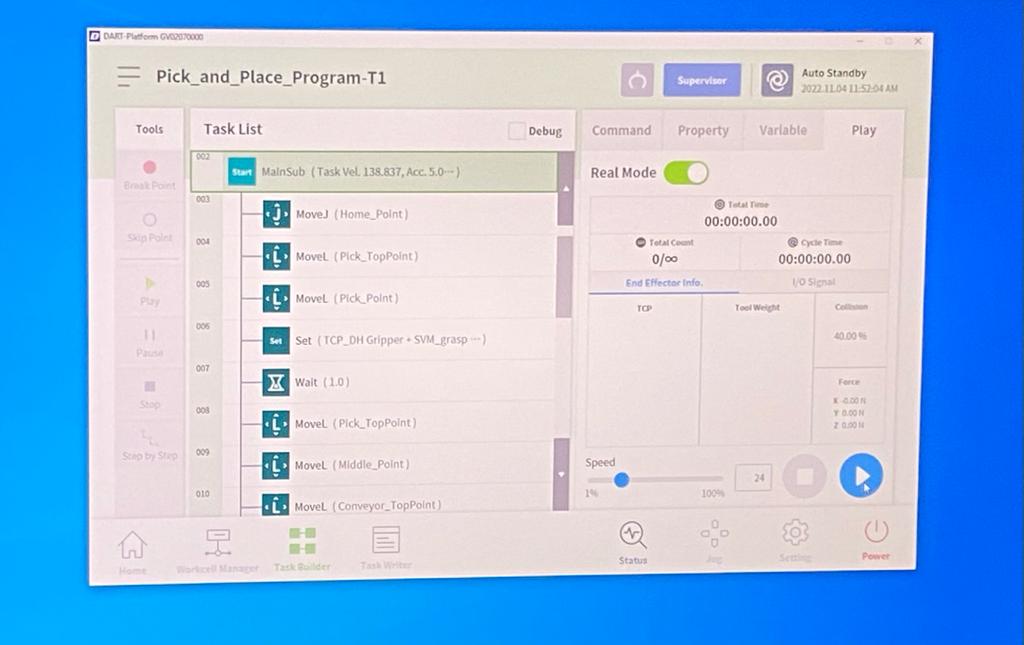 DART-Platform GV02070000
Pick_and_Place_Program-T1
Supervisor
Auto Standby
2022.11.04 11:52:04 AM
Tools
Break Point
Skip Point
Play
Pause
Stop
Step by Step
Task List
Debug
002
Start
MainSub (Task Vel. 138.837, Acc. 5.0···)
003
J
MoveJ (Home_Point)
004
L
MoveL (Pick_TopPoint)
005
L
MoveL (Pick_Point)
006
Set
Set (TCP_DH Gripper + SVM_grasp ···)
007
Wait (1.0)
008
L
MoveL (Pick_TopPoint)
009
L
MoveL (Middle_Point)
010
L
MoveL (Conveyor_TopPoint)
Command
Property
Variable
Play
Real Mode
Total Time
00:00:00.00
Total Count
0/∞
Cycle Time
00:00:00.00
End Effector Info.
I/O Signal
TCP
Tool Weight
Collision
40.00 %
Force
X -0.00 N
Y 0.00 N
Z 0.00 N
Speed
1%
100%
24
Home
Workcell Manager
Task Builder
Task Writer
Status
Jog
Setting
Power